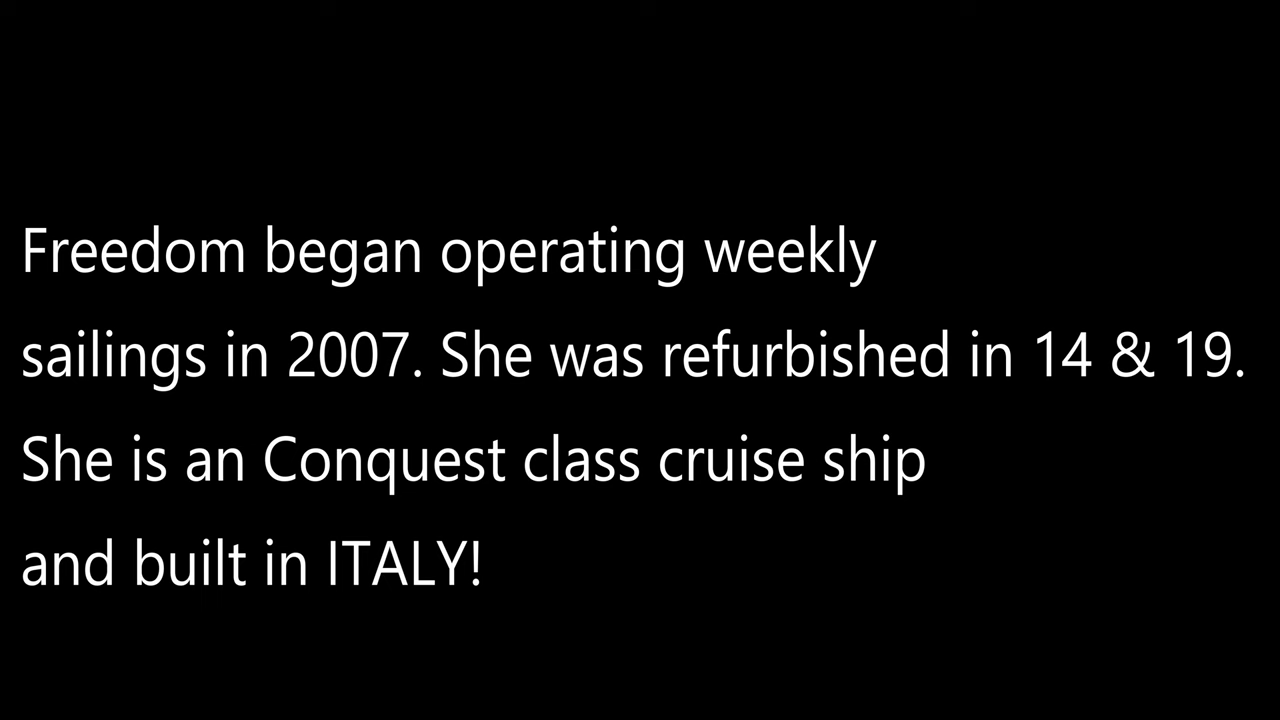 Freedom began operating weekly
sailings in 2007. She was refurbished in 14 & 19.
She is an Conquest class cruise ship
and built in ITALY!